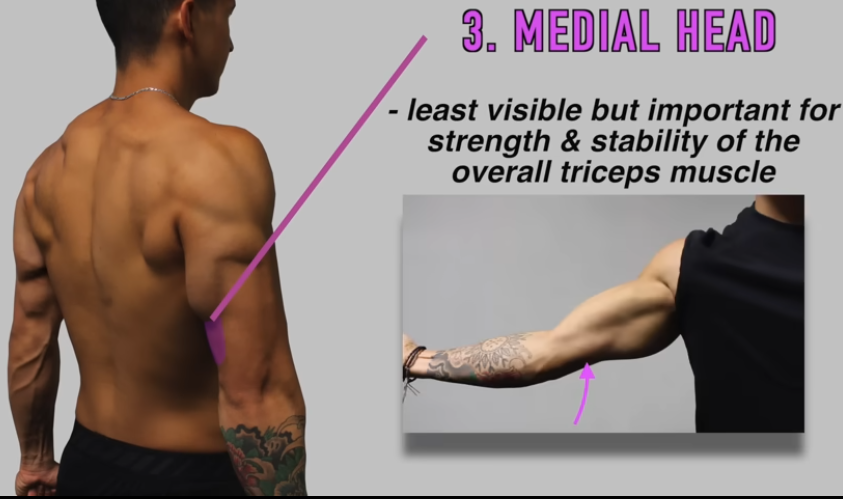 3. MEDIAL HEAD
- least visible but important for
strength & stability of the
overall triceps muscle